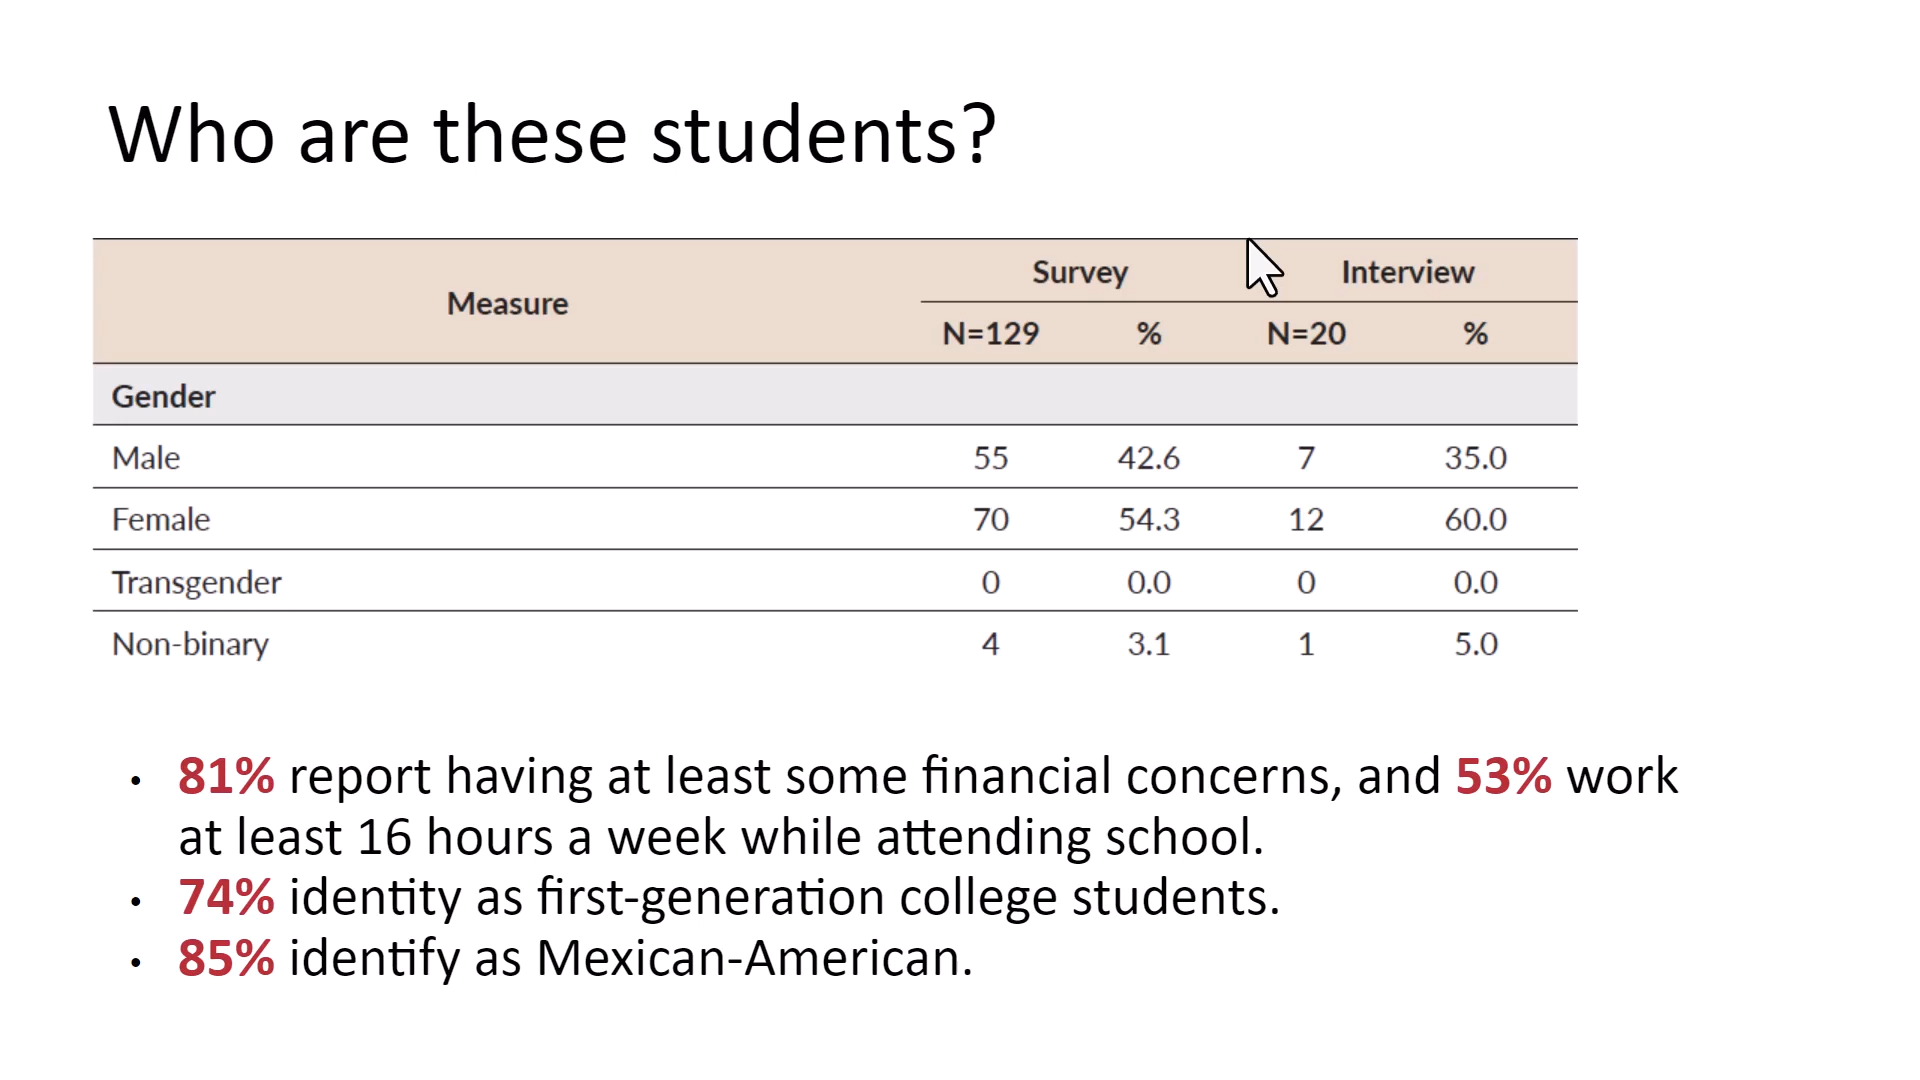 Who are these students?
Survey Interview
Measure
N=129 % N=20 %
Gender
Male 55 42.6 7 35.0
Female 70 54.3 12 60.0
Transgender 0 0.0 0 0.0
Non-binary 4 3.1 1 5.0
• 81% report having at least some financial concerns, and 53% work
at least 16 hours a week while attending school.
• 74% identity as first-generation college students.
• 85% identify as Mexican-American.